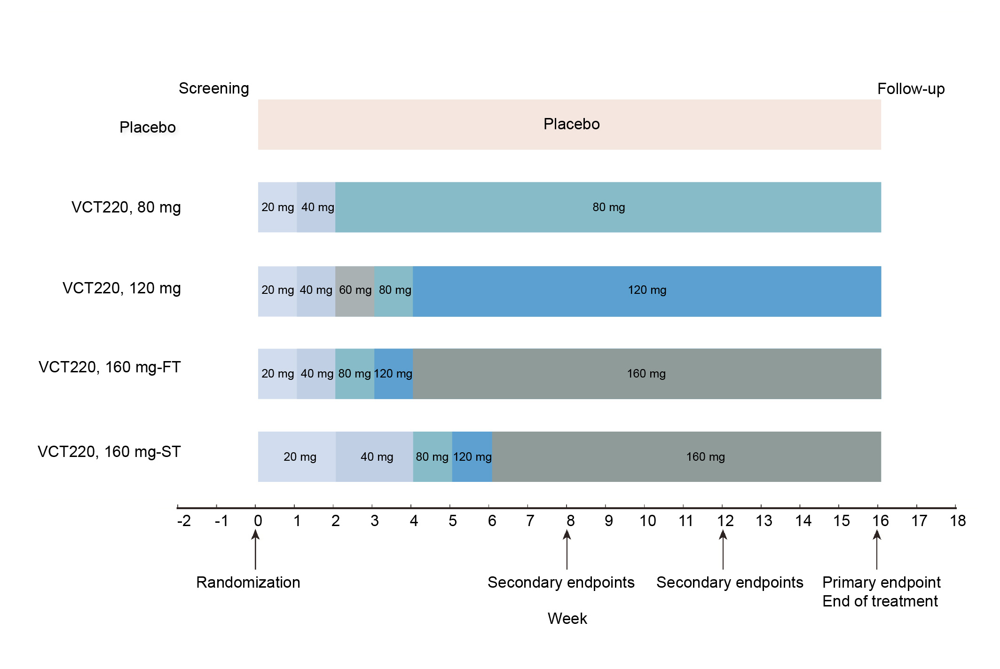 Screening
Follow-up
Placebo
Placebo
VCT220, 80 mg
20 mg
40 mg
80 mg
VCT220, 120 mg
20 mg
40 mg
60 mg
80 mg
120 mg
VCT220, 160 mg-FT
20 mg
40 mg
80 mg
120 mg
160 mg
VCT220, 160 mg-ST
20 mg
40 mg
80 mg
120 mg
160 mg
-2 -1 0 1 2 3 4 5 6 7 8 9 10 11 12 13 14 15 16 17 18
Randomization
Secondary endpoints
Secondary endpoints
Primary endpoint
End of treatment
Week